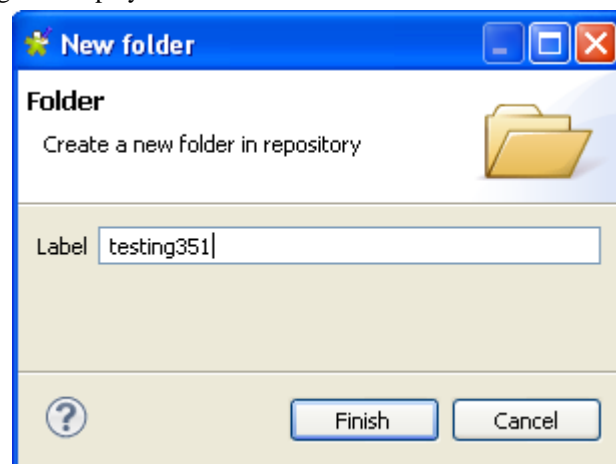 New folder
Folder
Create a new folder in repository
Label testing351
?
Finish Cancel